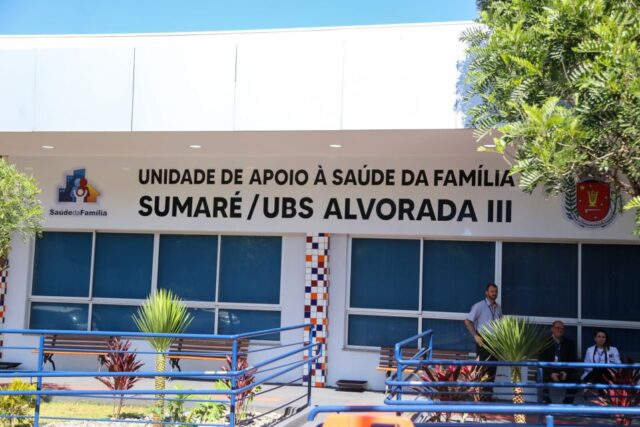 UNIDADE DE APOIO À SAÚDE DA FAMÍLIA
SUMARÉ/UBS ALVORADA III
SaúdedaFamília